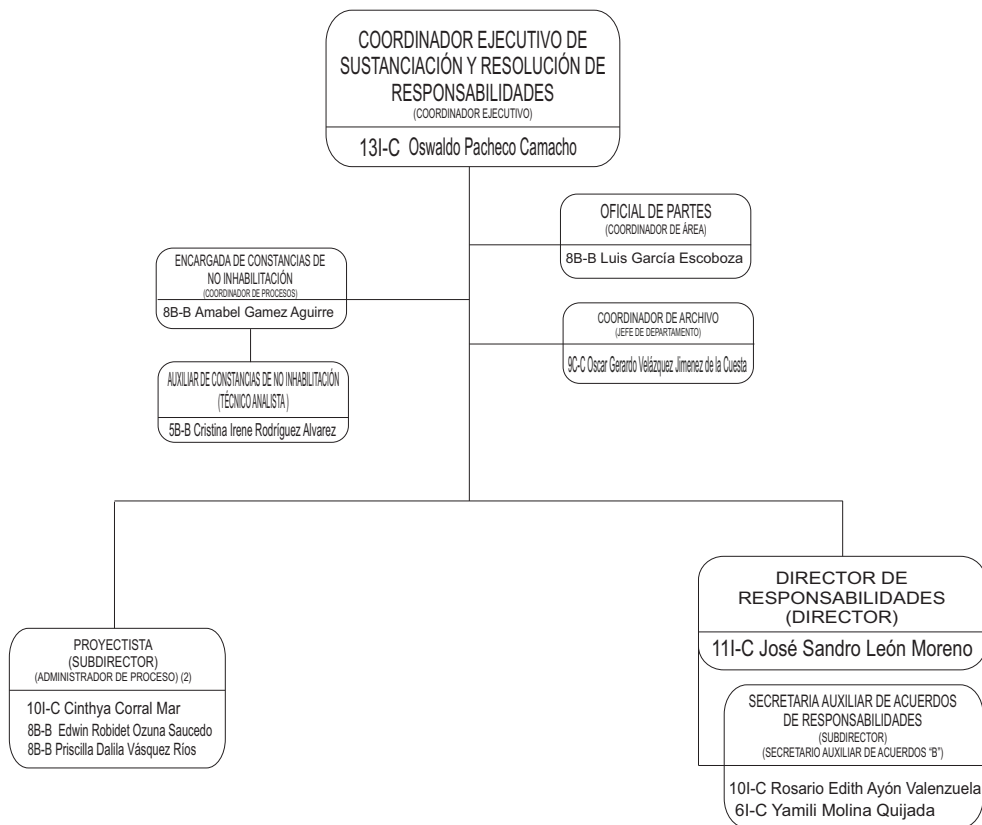 COORDINADOR EJECUTIVO DE
SUSTANCIACIÓN Y RESOLUCIÓN DE
RESPONSABILIDADES
(COORDINADOR EJECUTIVO)
13I-C Oswaldo Pacheco Camacho
OFICIAL DE PARTES
(COORDINADOR DE ÁREA)
8B-B Luis García Escoboza
ENCARGADA DE CONSTANCIAS DE
NO INHABILITACIÓN
(COORDINADOR DE PROCESOS)
8B-B Amabel Gamez Aguirre
COORDINADOR DE ARCHIVO
(JEFE DE DEPARTAMENTO)
9C-C Oscar Gerardo Velázquez Jimenez de la Cuesta
AUXILIAR DE CONSTANCIAS DE NO INHABILITACIÓN
(TÉCNICO ANALISTA )
5B-B Cristina Irene Rodríguez Alvarez
PROYECTISTA
(SUBDIRECTOR)
(ADMINISTRADOR DE PROCESO) (2)
10I-C Cinthya Corral Mar
8B-B Edwin Robidet Ozuna Saucedo
8B-B Priscilla Dalila Vásquez Ríos
DIRECTOR DE
RESPONSABILIDADES
(DIRECTOR)
11I-C José Sandro León Moreno
SECRETARIA AUXILIAR DE ACUERDOS
DE RESPONSABILIDADES
(SUBDIRECTOR)
(SECRETARIO AUXILIAR DE ACUERDOS "B")
10I-C Rosario Edith Ayón Valenzuela
6I-C Yamili Molina Quijada